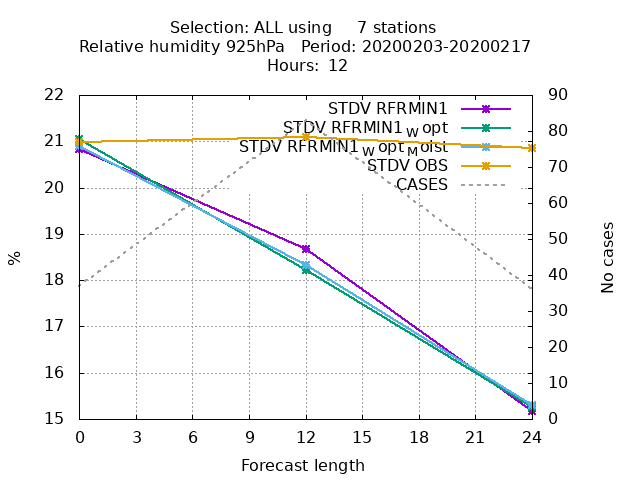 Selection: ALL using     7 stations
Relative humidity 925hPa   Period: 20200203-20200217
Hours:  12
22 90
STDV RFRMIN1
80
STDV RFRMIN1_W opt
21
STDV RFRMIN1_W opt_M oist
70
STDV OBS
20
CASES
60
19
50
%
No cases
18
40
30
17
20
16
10
15 0
0 3 6 9 12 15 18 21 24
Forecast length